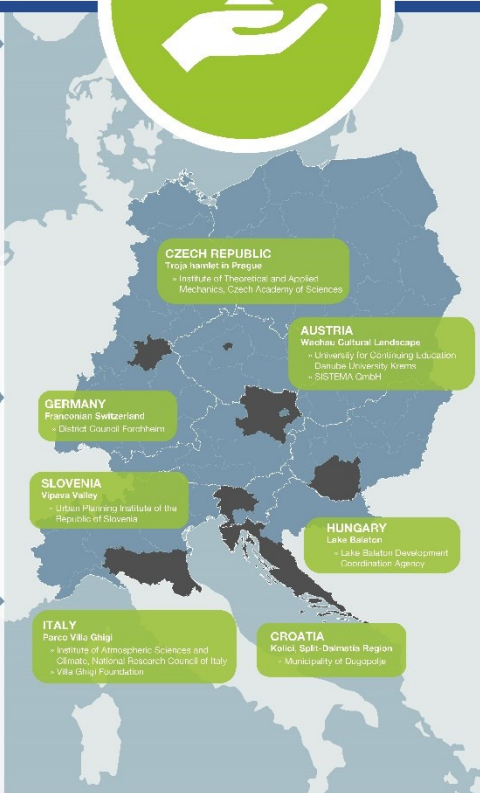 CZECH REPUBLIC
Troja hamlet in Prague
» Institute of Theoretical and Applied
Mechanics, Czech Academy of Sciences
AUSTRIA
Wachau Cultural Landscape
» University for Continuing Education
Danube University Krems
» SISTEMA GmbH
GERMANY
Franconian Switzerland
» District Council Forchheim
SLOVENIA
Vipava Valley
» Urban Planning Institute of the
Republic of Slovenia
HUNGARY
Lake Balaton
» Lake Balaton Development
Coordination Agency
ITALY
Parco Villa Ghigi
» Institute of Atmospheric Sciences and
Climate, National Research Council of Italy
» Villa Ghigi Foundation
CROATIA
Kotlci, Split-Dalmatia Region
» Municipality of Dugopolje